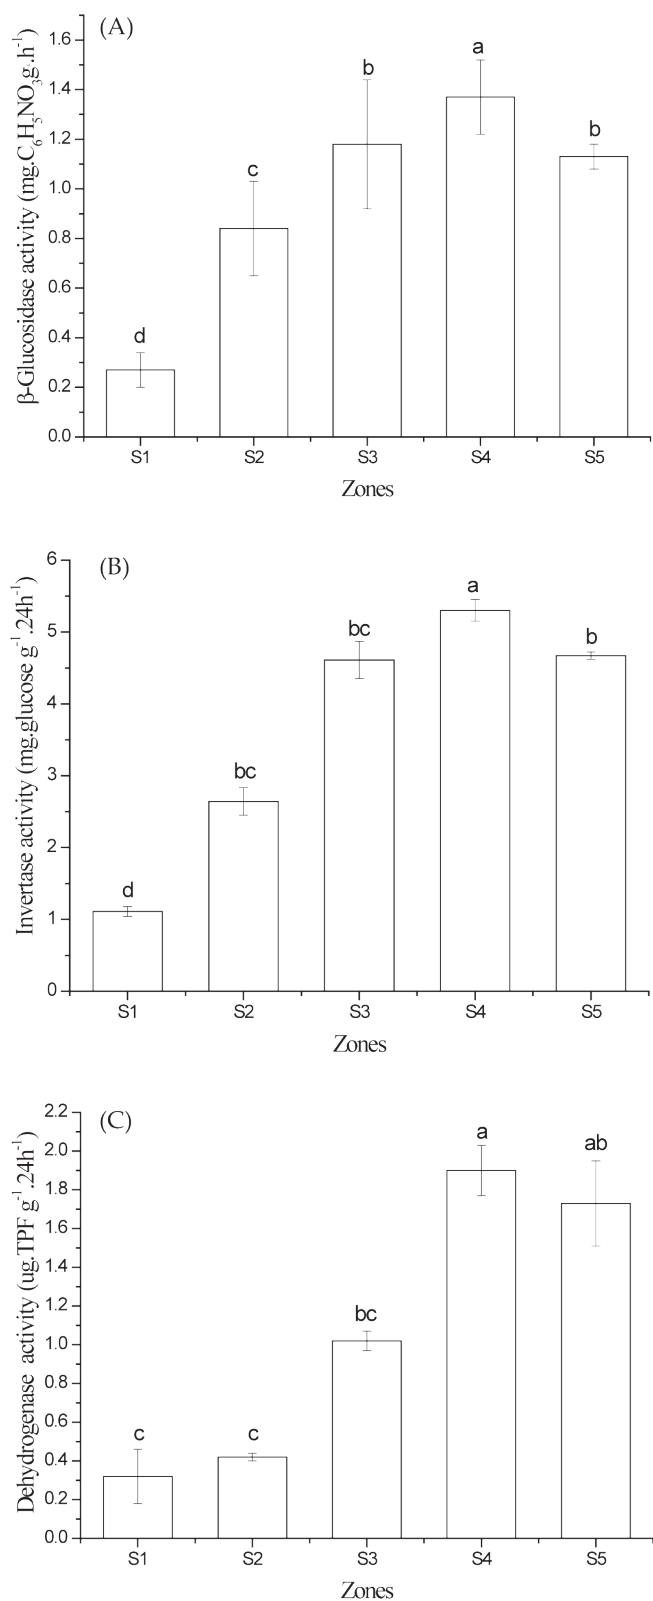 (A)
β-Glucosidase activity (mg.C6H5NO3g.h-1)
1.6
1.4
1.2
1.0
0.8
0.6
0.4
0.2
0.0
d
c
b
a
b
S1 S2 S3 S4 S5
Zones
(B)
Invertase activity (mg.glucose g-1.24h-1)
6
5
4
3
2
1
0
d
bc
bc
a
b
S1 S2 S3 S4 S5
Zones
(C)
Dehydrogenase activity (ug.TPF g-1.24h-1)
2.2
2.0
1.8
1.6
1.4
1.2
1.0
0.8
0.6
0.4
0.2
0.0
c
c
bc
a
ab
S1 S2 S3 S4 S5
Zones